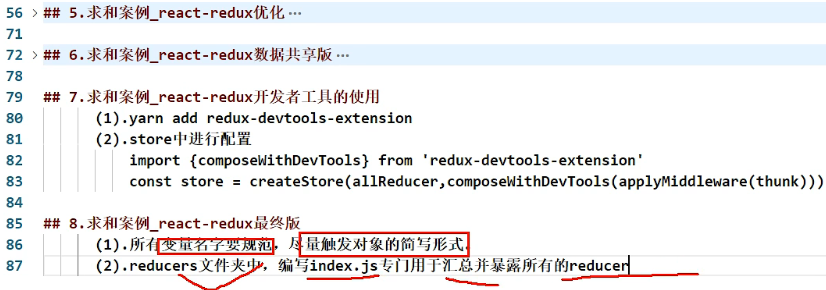 56 > ## 5.求和案例_react-redux优化 ...
71
72 > ## 6.求和案例_react-redux数据共享版 ...
78
79 ## 7.求和案例_react-redux开发者工具的使用
80 (1).yarn add redux-devtools-extension
81 (2).store中进行配置
82 import {composeWithDevTools} from 'redux-devtools-extension'
83 const store = createStore(allReducer,composeWithDevTools(applyMiddleware(thunk)))
84
85 ## 8.求和案例_react-redux最终版
86 (1).所有变量名字要规范，尽量触发对象的简写形式。
87 (2).reducers文件夹中，编写index.js专门用于汇总并暴露所有的reducer